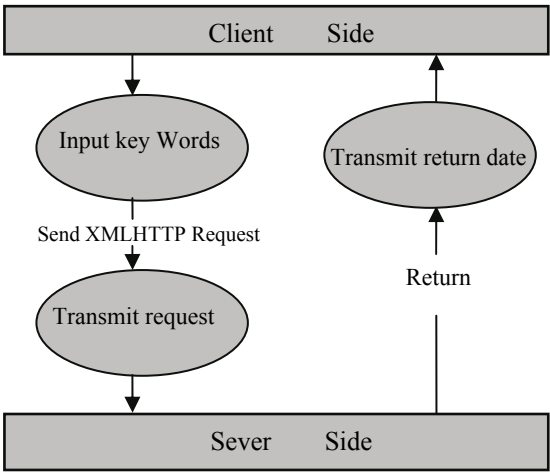 Client Side
Input key Words
Transmit return date
Send XMLHTTP Request
Return
Transmit request
Sever Side